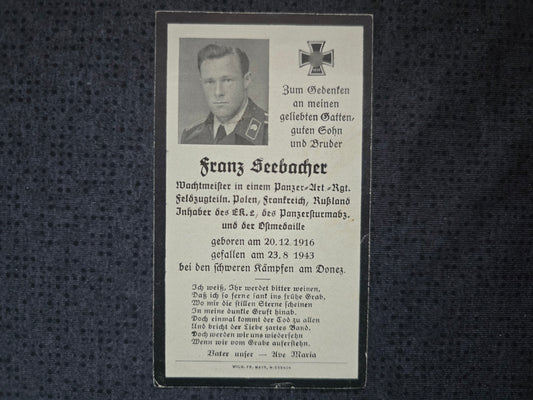 Zum Gedenken
an meinen
geliebten Gatten,
guten Sohn
und Bruder
Franz Seebacher
Wachtmeister in einem Panzer-Art.-Rgt.
Feldzugteiln. Polen, Frankreich, Rußland
Inhaber des EK. 2, des Panzersturmabz.
und der Ostmedaille
geboren am 20. 12. 1916
gefallen am 23. 8 1943
bei den schweren Kämpfen am Donez.
Ich weiß, Ihr werdet bitter weinen,
Daß ich so ferne sank ins frühe Grab,
Wo mir die stillen Sterne scheinen
In meine dunkle Gruft hinab.
Doch einmal kommt der Tod zu allen
Und bricht der Liebe zartes Band.
Doch werden wir uns wiedersehn
Wenn wir vom Grabe auferstehn.
Vater unser — Ave Maria
WILH. FR. MAYR, MIESBACH